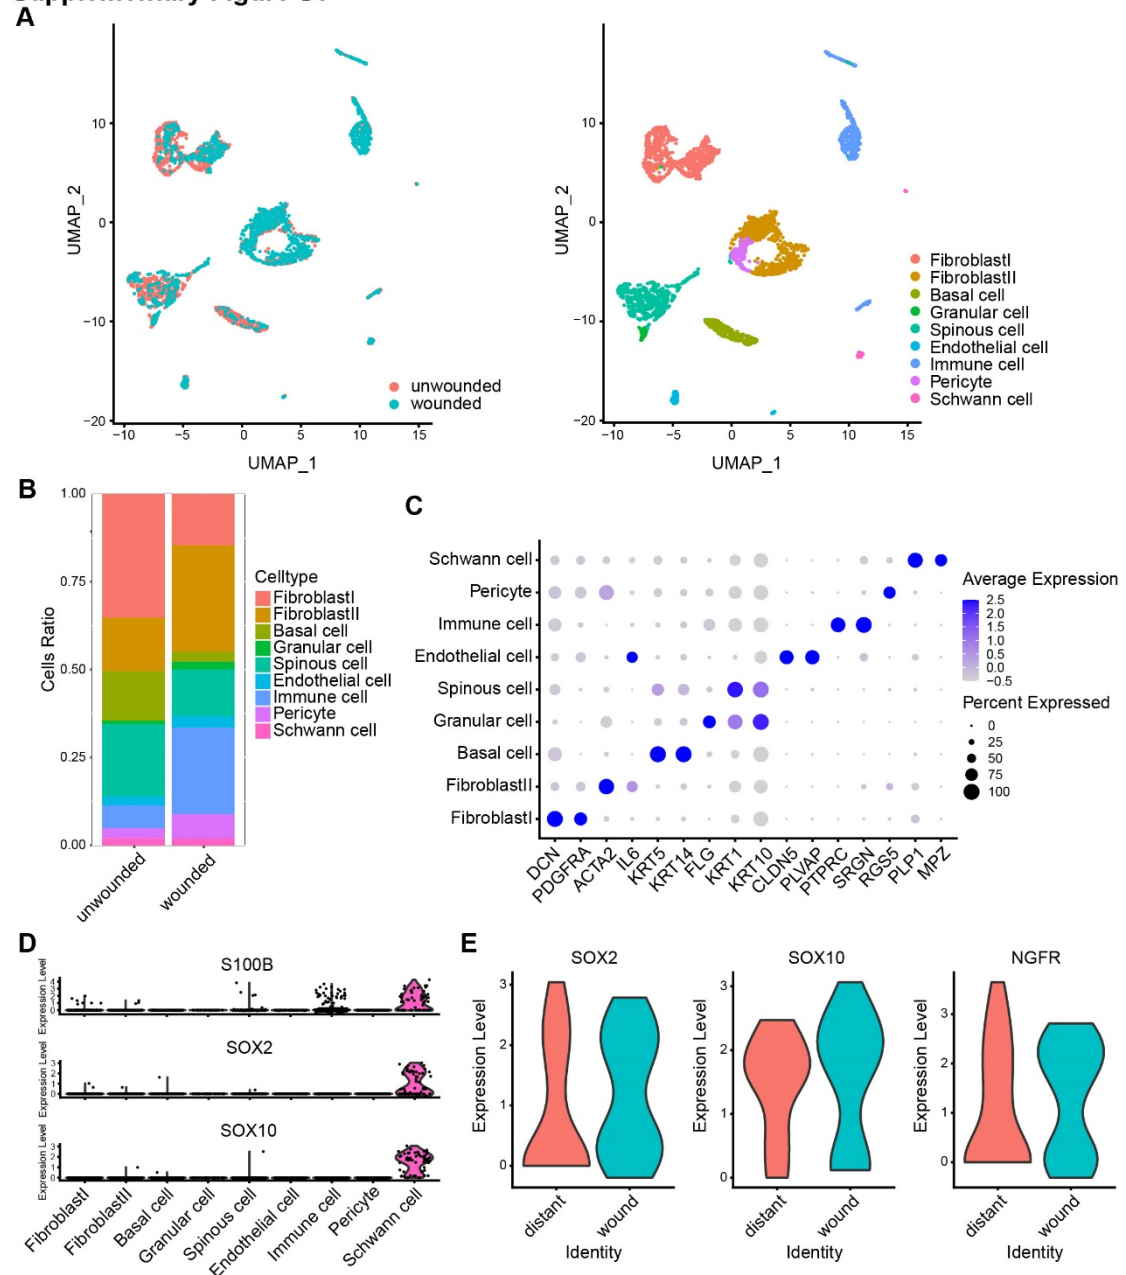 A
UMAP_2
10
0
−10
−20
−10
−5
0
5
10
15
UMAP_1
unwounded
wounded
UMAP_2
10
0
−10
−20
−10
−5
0
5
10
15
UMAP_1
FibroblastI
FibroblastII
Basal cell
Granular cell
Spinous cell
Endothelial cell
Immune cell
Pericyte
Schwann cell
B
Cells Ratio
1.00
0.75
0.50
0.25
0.00
unwounded
wounded
Celltype
FibroblastI
FibroblastII
Basal cell
Granular cell
Spinous cell
Endothelial cell
Immune cell
Pericyte
Schwann cell
C
Schwann cell
Pericyte
Immune cell
Endothelial cell
Spinous cell
Granular cell
Basal cell
FibroblastII
FibroblastI
DCN
PDGFRA
ACTA2
IL6
KRT5
KRT14
FLG
KRT1
KRT10
CLDN5
PLVAP
PTPRC
SRGN
RGS5
PLP1
MPZ
Average Expression
2.5
2.0
1.5
1.0
0.5
0.0
−0.5
Percent Expressed
0
25
50
75
100
D
S100B
Expression Level
SOX2
Expression Level
3
2
1
0
SOX10
Expression Level
3
2
1
0
FibroblastI
FibroblastII
Basal cell
Granular cell
Spinous cell
Endothelial cell
Immune cell
Pericyte
Schwann cell
E
SOX2
Expression Level
3
2
1
0
distant
wound
Identity
SOX10
Expression Level
3
2
1
0
distant
wound
Identity
NGFR
Expression Level
3
2
1
0
distant
wound
Identity